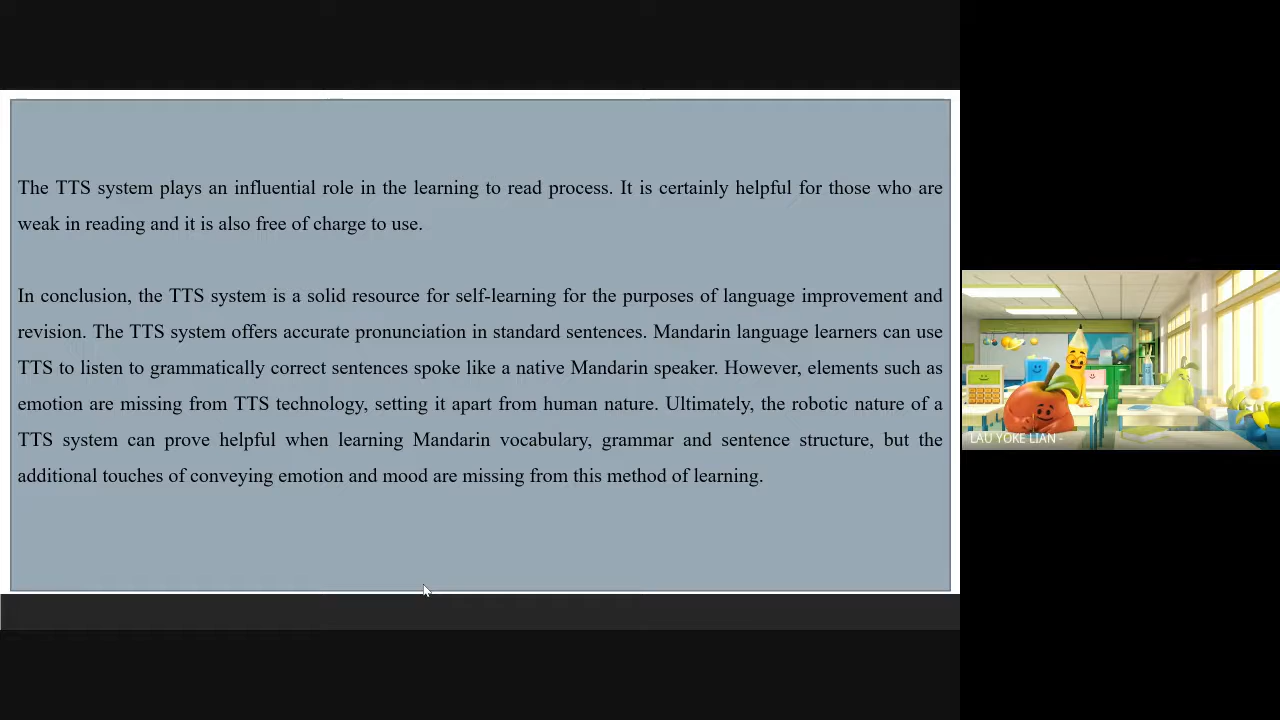 The TTS system plays an influential role in the learning to read process. It is certainly helpful for those who are
weak in reading and it is also free of charge to use.
In conclusion, the TTS system is a solid resource for self-learning for the purposes of language improvement and
revision. The TTS system offers accurate pronunciation in standard sentences. Mandarin language learners can use
TTS to listen to grammatically correct sentences spoke like a native Mandarin speaker. However, elements such as
emotion are missing from TTS technology, setting it apart from human nature. Ultimately, the robotic nature of a
TTS system can prove helpful when learning Mandarin vocabulary, grammar and sentence structure, but the
additional touches of conveying emotion and mood are missing from this method of learning.
LAU YOKE LIAN -